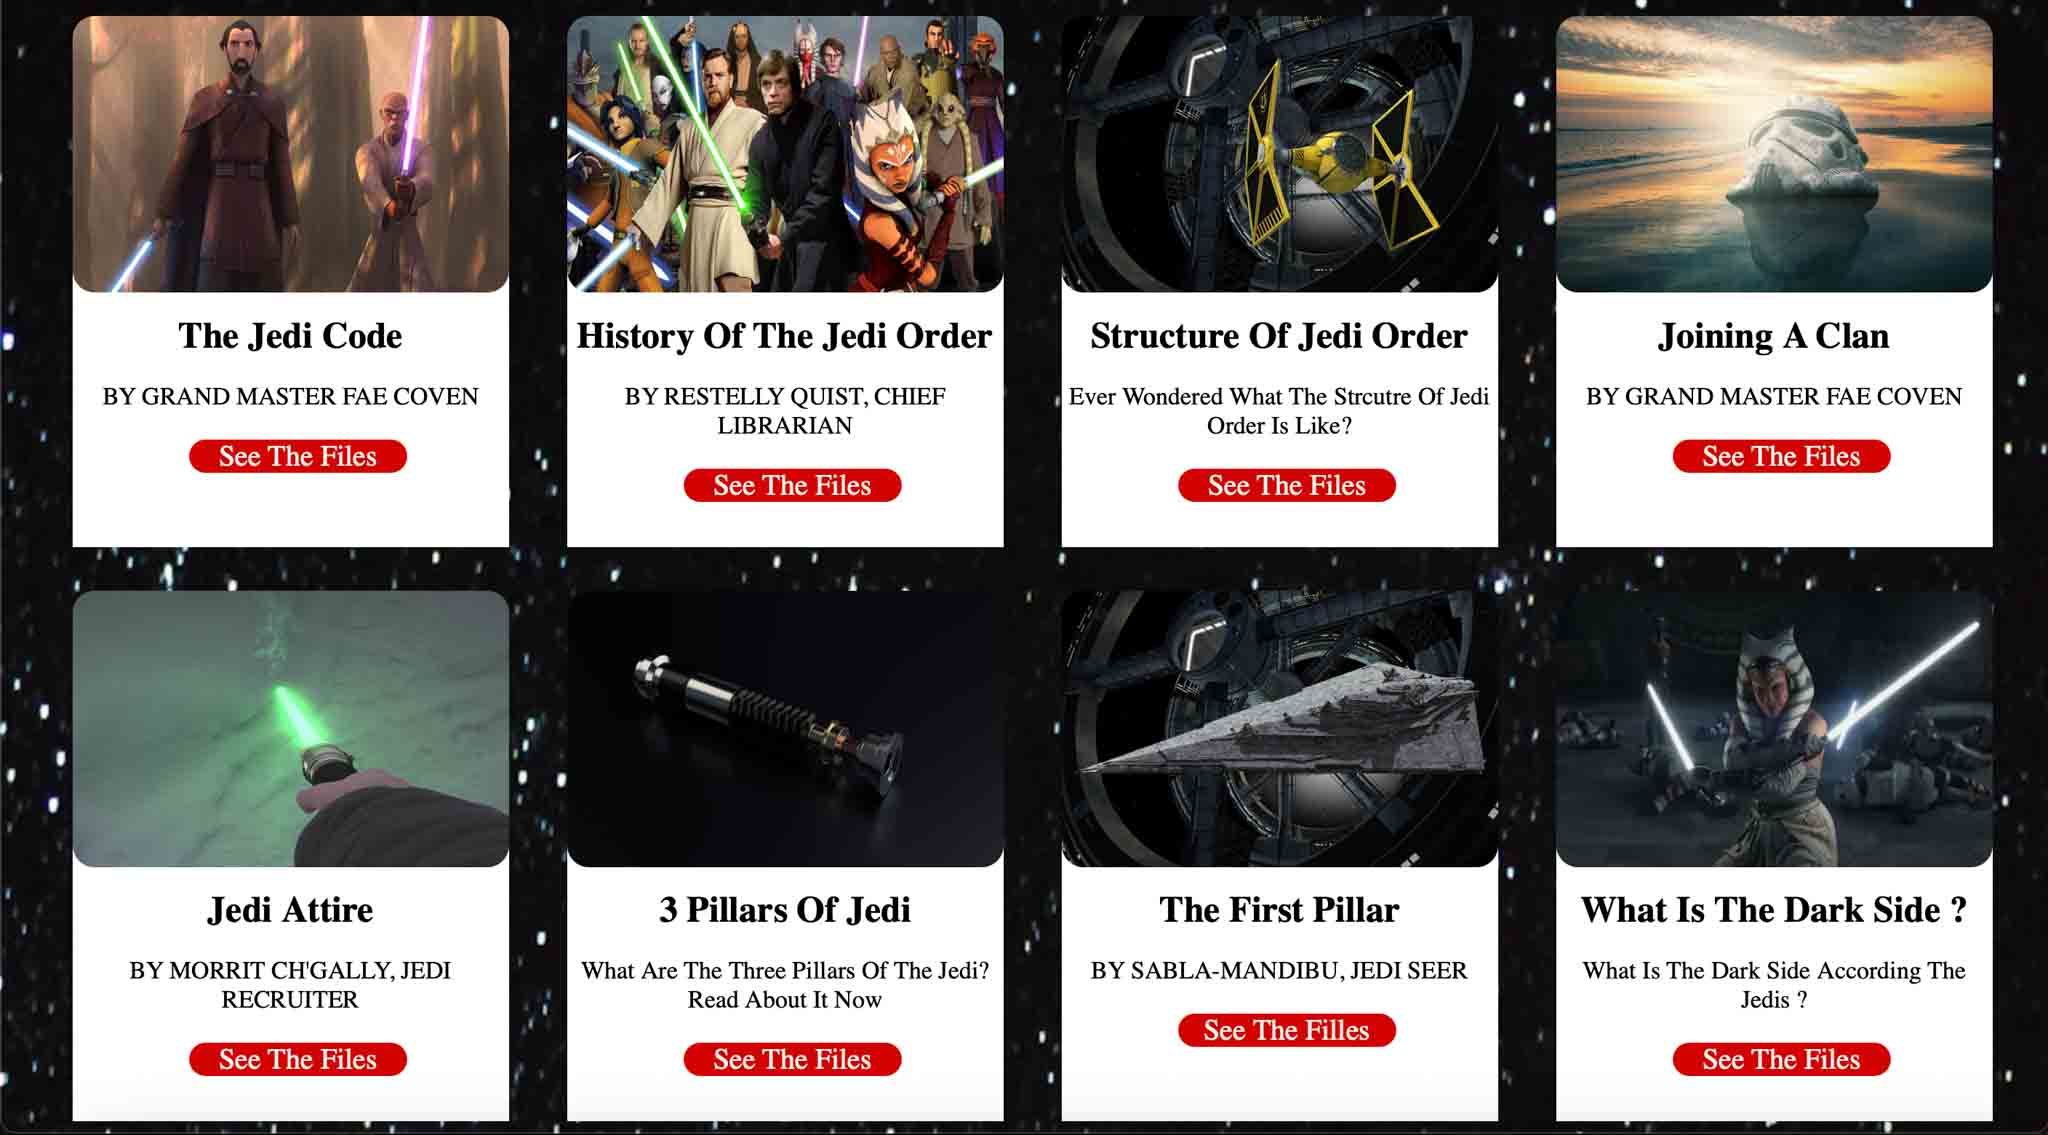 The Jedi Code
BY GRAND MASTER FAE COVEN
See The Files
History Of The Jedi Order
BY RESTELLY QUIST, CHIEF
LIBRARIAN
See The Files
Structure Of Jedi Order
Ever Wondered What The Strcutre Of Jedi
Order Is Like?
See The Files
Joining A Clan
BY GRAND MASTER FAE COVEN
See The Files
Jedi Attire
BY MORRIT CH'GALLY, JEDI
RECRUITER
See The Files
3 Pillars Of Jedi
What Are The Three Pillars Of The Jedi?
Read About It Now
See The Files
The First Pillar
BY SABLA-MANDIBU, JEDI SEER
See The Filles
What Is The Dark Side ?
What Is The Dark Side According The
Jedis ?
See The Files